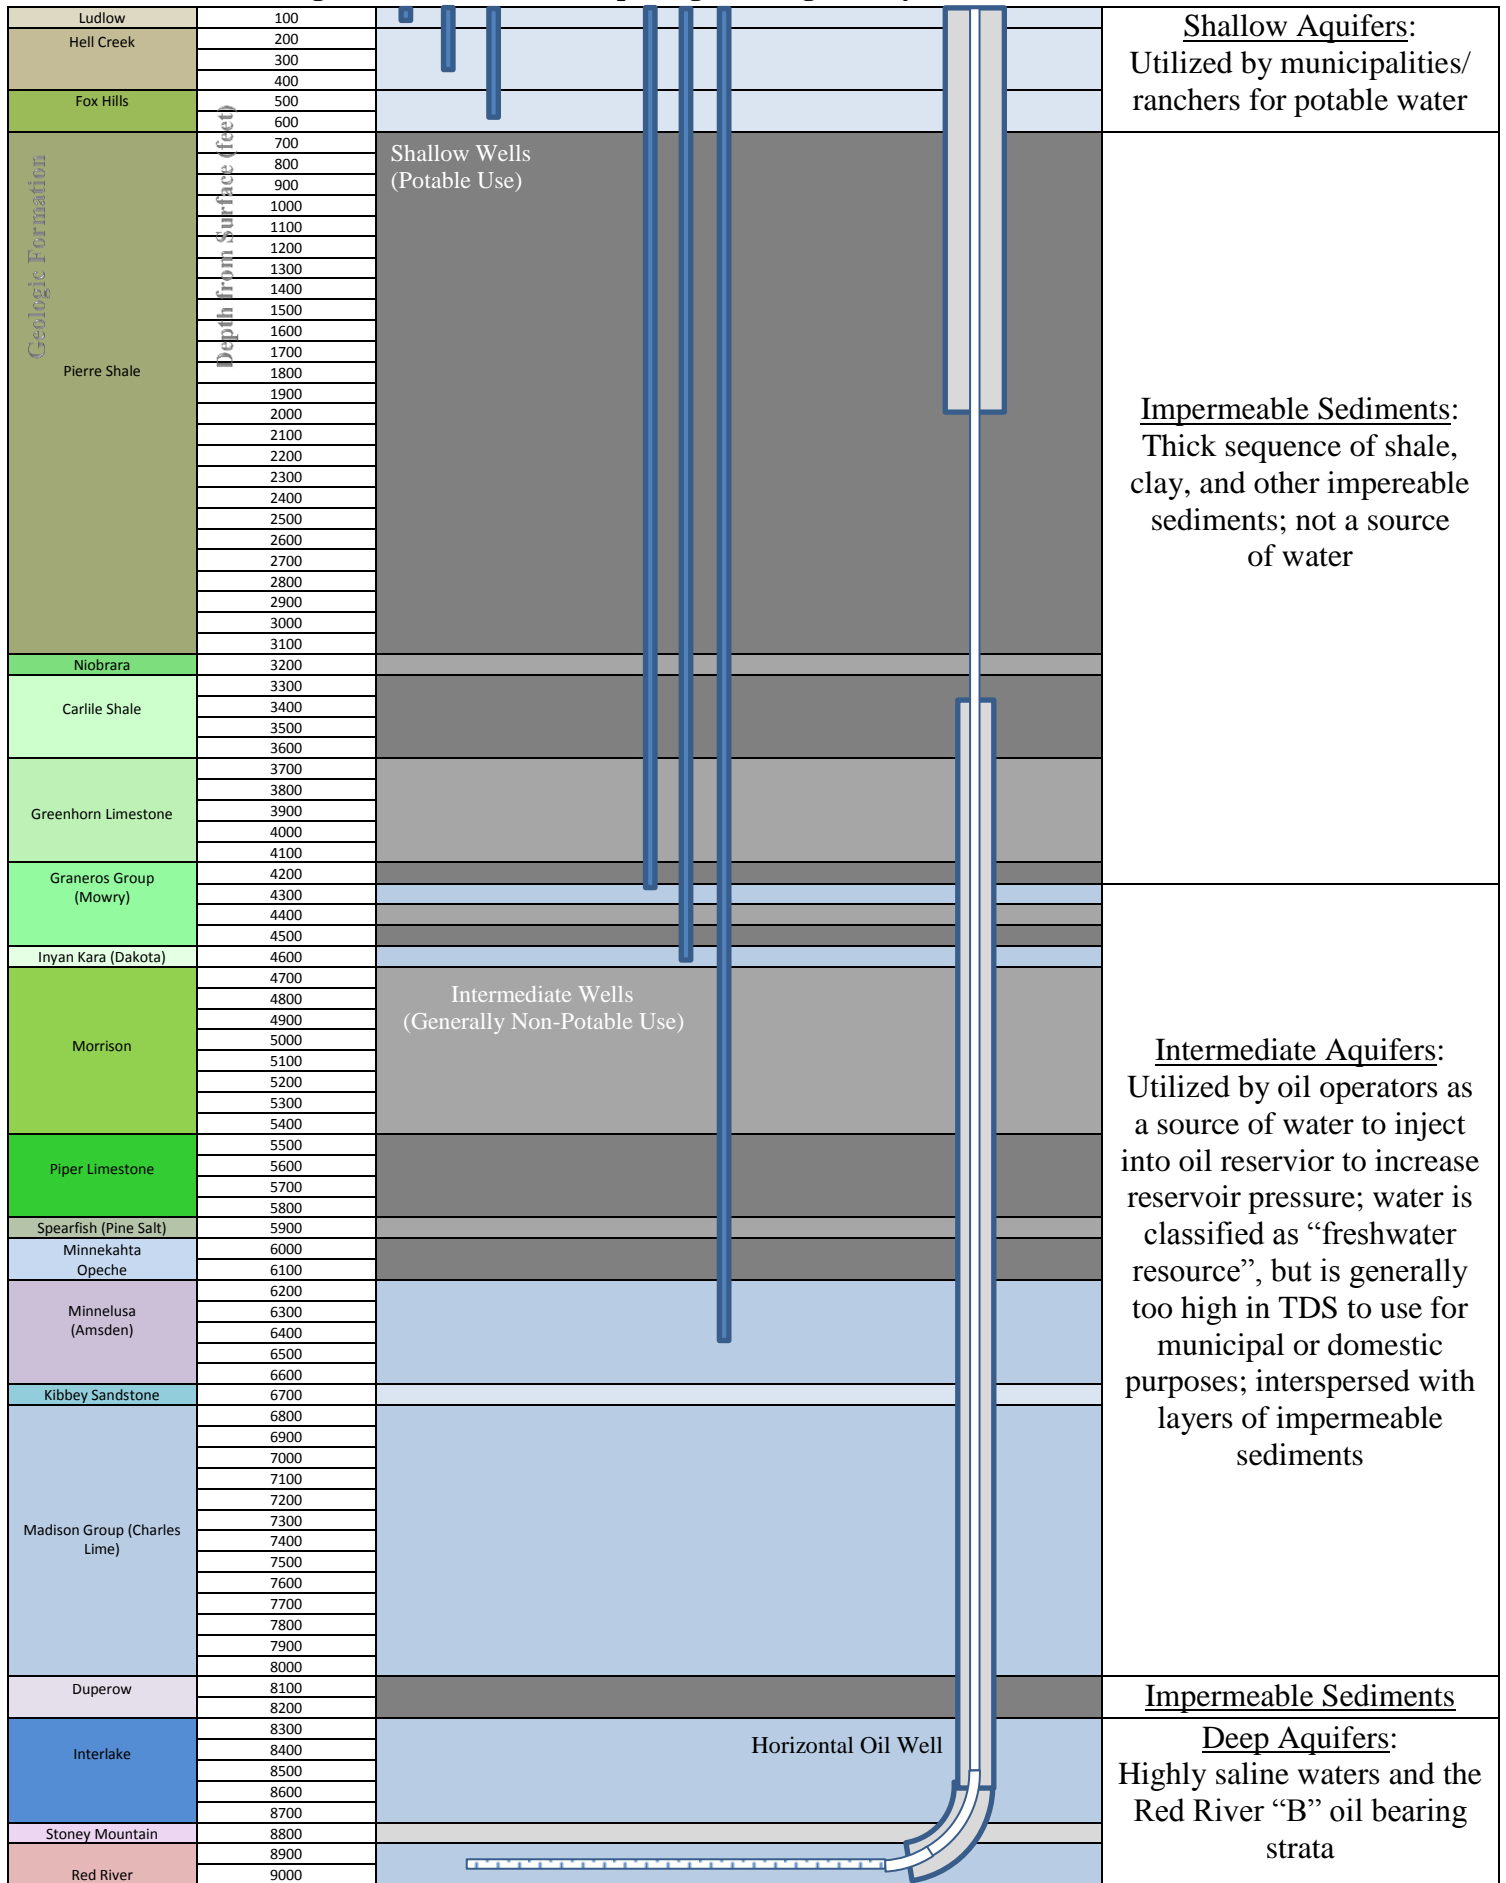 Ludlow
Hell Creek
Fox Hills
Geologic Formation
Pierre Shale
Niobrara
Carlile Shale
Greenhorn Limestone
Graneros Group
(Mowry)
Inyan Kara (Dakota)
Morrison
Piper Limestone
Spearfish (Pine Salt)
Minnekahta
Opeche
Minnelusa
(Amsden)
Kibbey Sandstone
Madison Group (Charles
Lime)
Duperow
Interlake
Stoney Mountain
Red River
Depth from Surface (feet)
100
200
300
400
500
600
700
800
900
1000
1100
1200
1300
1400
1500
1600
1700
1800
1900
2000
2100
2200
2300
2400
2500
2600
2700
2800
2900
3000
3100
3200
3300
3400
3500
3600
3700
3800
3900
4000
4100
4200
4300
4400
4500
4600
4700
4800
4900
5000
5100
5200
5300
5400
5500
5600
5700
5800
5900
6000
6100
6200
6300
6400
6500
6600
6700
6800
6900
7000
7100
7200
7300
7400
7500
7600
7700
7800
7900
8000
8100
8200
8300
8400
8500
8600
8700
8800
8900
9000
Shallow Wells
(Potable Use)
Intermediate Wells
(Generally Non-Potable Use)
Horizontal Oil Well
Shallow Aquifers:
Utilized by municipalities/
ranchers for potable water
Impermeable Sediments:
Thick sequence of shale,
clay, and other impereable
sediments; not a source
of water
Intermediate Aquifers:
Utilized by oil operators as
a source of water to inject
into oil reservior to increase
reservoir pressure; water is
classified as “freshwater
resource”, but is generally
too high in TDS to use for
municipal or domestic
purposes; interspersed with
layers of impermeable
sediments
Impermeable Sediments
Deep Aquifers:
Highly saline waters and the
Red River “B” oil bearing
strata